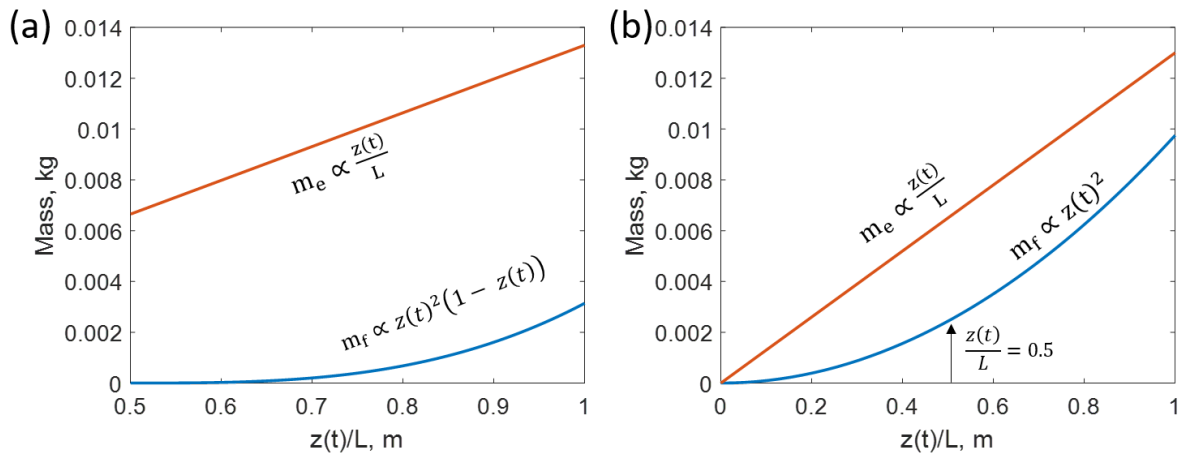 (a)
0.014
0.012
0.01
0.008
0.006
0.004
0.002
0
Mass, kg
mₑ ∝ z(t)/L
m_f ∝ z(t)²(1 − z(t))
0.5
0.6
0.7
0.8
0.9
1
z(t)/L, m
(b)
0.014
0.012
0.01
0.008
0.006
0.004
0.002
0
Mass, kg
mₑ ∝ z(t)/L
m_f ∝ z(t)²
z(t)/L = 0.5
0
0.2
0.4
0.6
0.8
1
z(t)/L, m